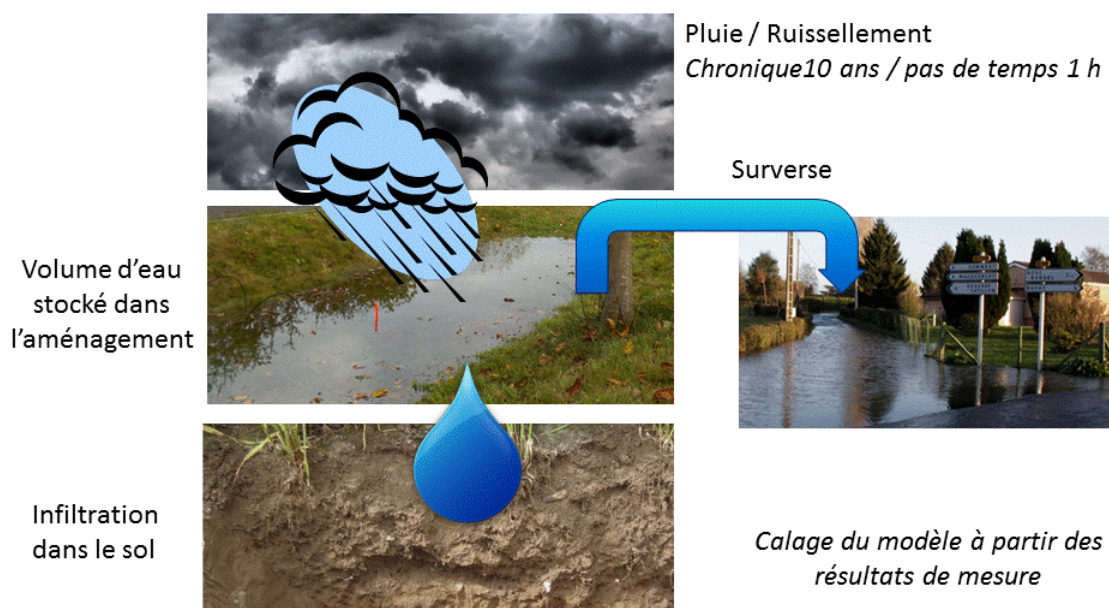 Pluie / Ruissellement
Chronique10 ans / pas de temps 1 h
Surverse
Volume d'eau
stocké dans
l'aménagement
Infiltration
dans le sol
Calage du modèle à partir des
résultats de mesure